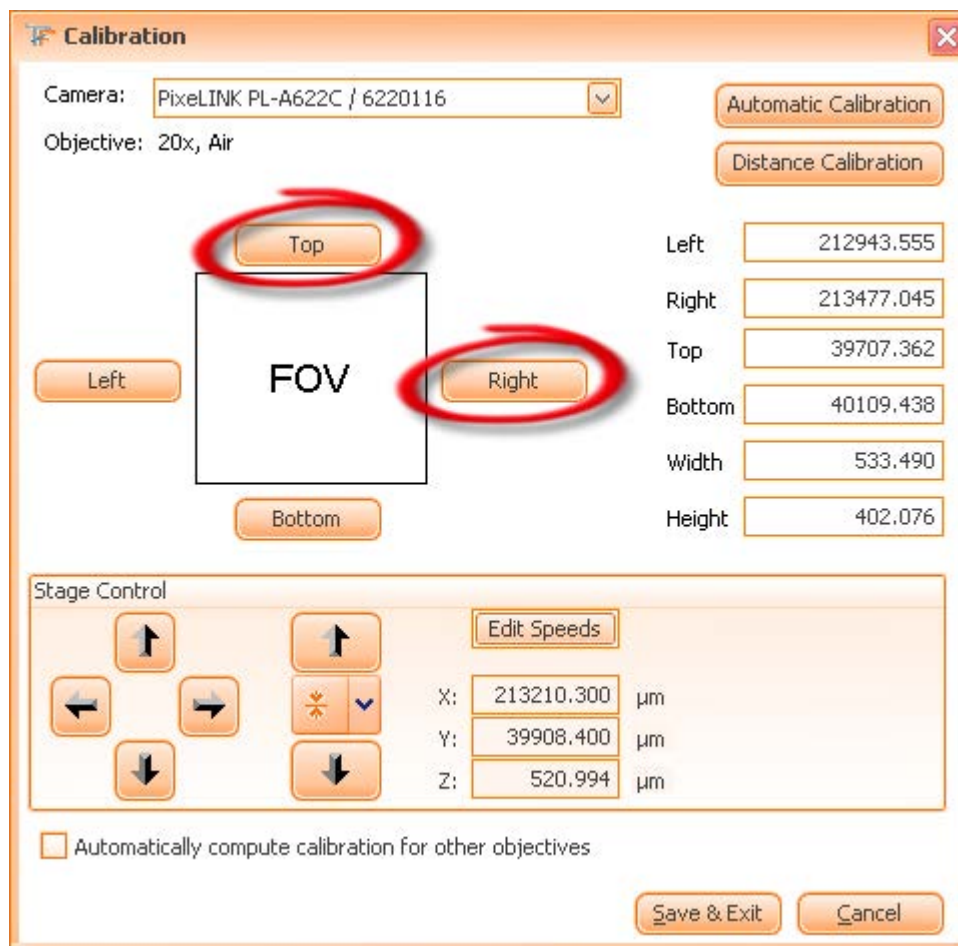 Calibration
Camera: PixeLINK PL-A622C / 6220116
Automatic Calibration
Objective: 20x, Air
Distance Calibration
Top
Left 212943.555
Right 213477.045
Top 39707.362
Left FOV Right
Bottom 40109.438
Width 533.490
Bottom
Height 402.076
Stage Control
Edit Speeds
X: 213210.300 µm
Y: 39908.400 µm
Z: 520.994 µm
Automatically compute calibration for other objectives
Save & Exit Cancel